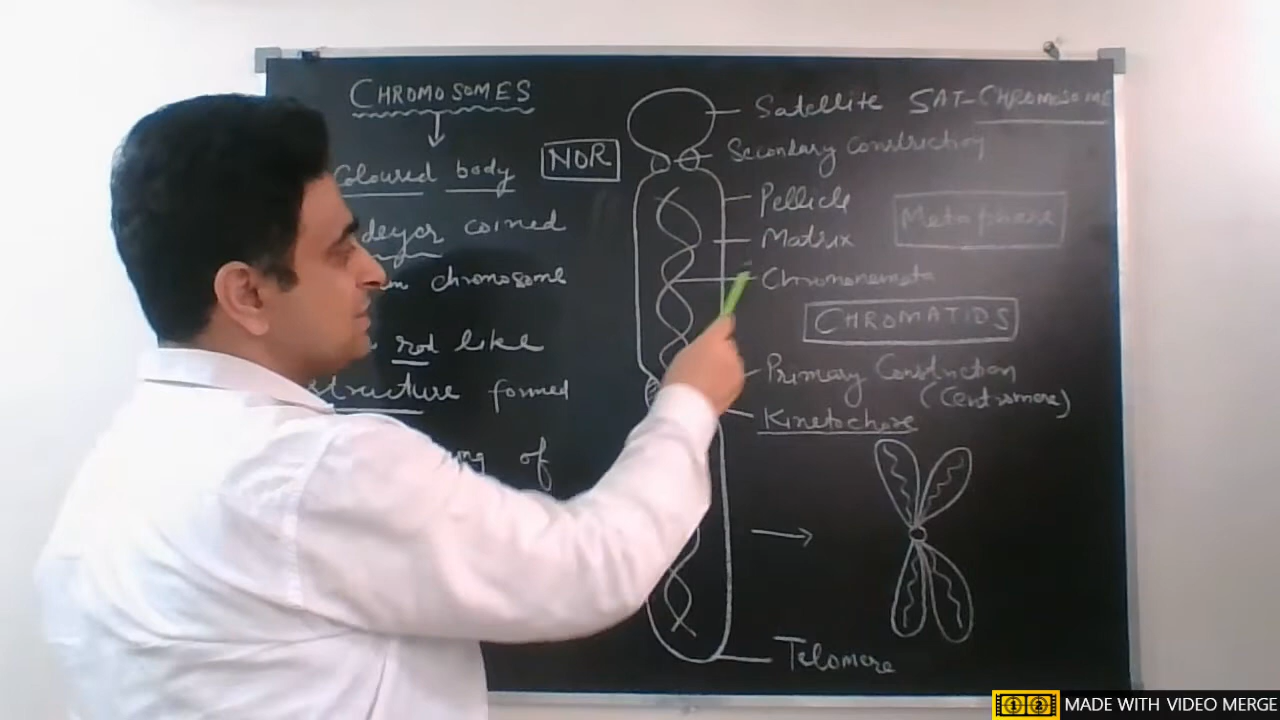 CHROMOSOMES
Coloured body
coined
chromosome
rod like
structure formed
of
NOR
Satellite SAT-CHROMOSOME
Secondary Constriction
Pellicle
Matrix
Metaphase
Chromonemata
CHROMATIDS
Primary Constriction
(Centromere)
Kinetochore
Telomere
MADE WITH VIDEO MERGE